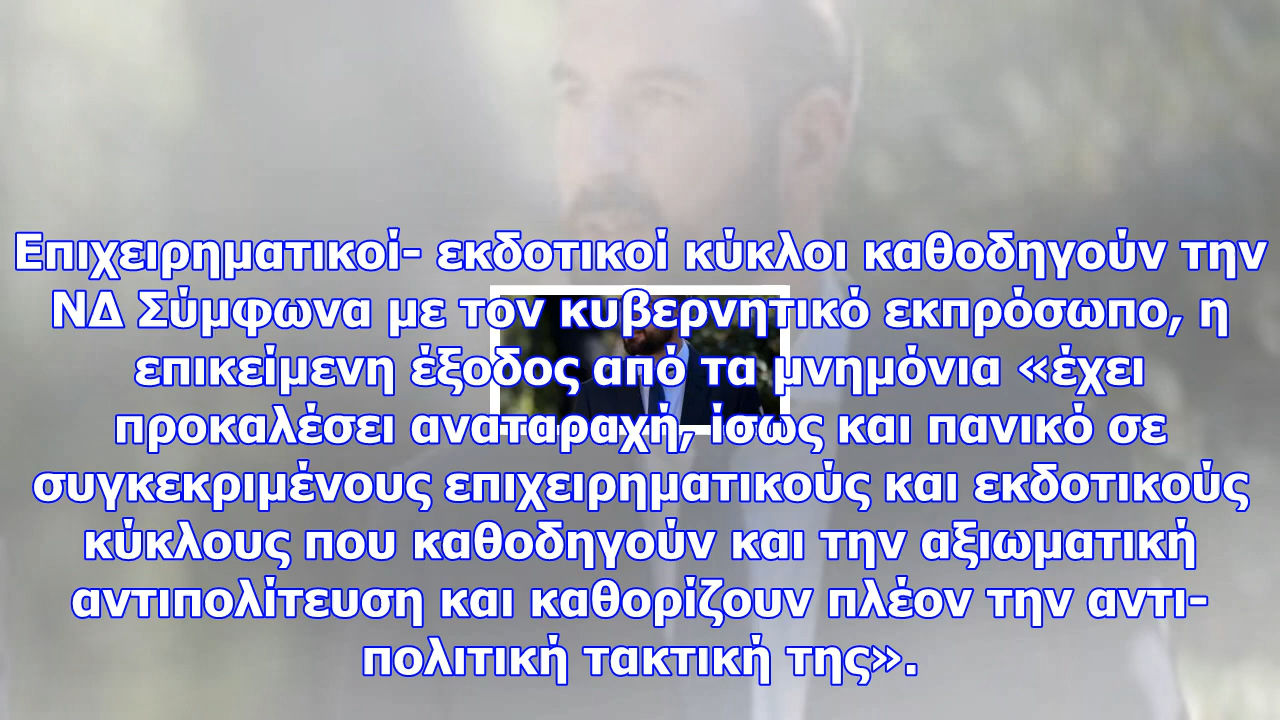 Επιχειρηματικοί- εκδοτικοί κύκλοι καθοδηγούν την
ΝΔ Σύμφωνα με τον κυβερνητικό εκπρόσωπο, η
επικείμενη έξοδος από τα μνημόνια «έχει
προκαλέσει αναταραχή, ίσως και πανικό σε
συγκεκριμένους επιχειρηματικούς και εκδοτικούς
κύκλους που καθοδηγούν και την αξιωματική
αντιπολίτευση και καθορίζουν πλέον την αντι-
πολιτική τακτική της».